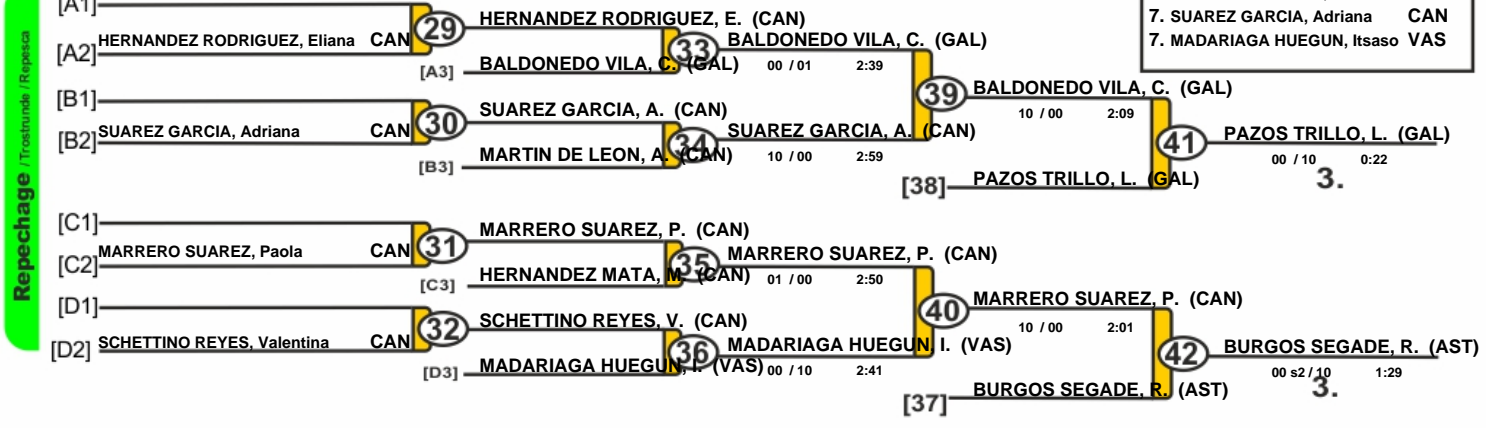 Repechage / Trostrunde / Repesca
[A1]
HERNANDEZ RODRIGUEZ, Eliana CAN
[A2]
29
HERNANDEZ RODRIGUEZ, E. (CAN)
[A3] BALDONEDO VILA, C. (GAL)
33
BALDONEDO VILA, C. (GAL)
00 / 01 2:39
[B1]
SUAREZ GARCIA, Adriana CAN
[B2]
30
SUAREZ GARCIA, A. (CAN)
[B3] MARTIN DE LEON, A. (CAN)
34
SUAREZ GARCIA, A. (CAN)
10 / 00 2:59
39
BALDONEDO VILA, C. (GAL)
10 / 00 2:09
[38] PAZOS TRILLO, L. (GAL)
41
PAZOS TRILLO, L. (GAL)
00 / 10 0:22
3.
[C1]
MARRERO SUAREZ, Paola CAN
[C2]
31
MARRERO SUAREZ, P. (CAN)
[C3] HERNANDEZ MATA, M. (CAN)
35
MARRERO SUAREZ, P. (CAN)
01 / 00 2:50
[D1]
SCHETTINO REYES, Valentina CAN
[D2]
32
SCHETTINO REYES, V. (CAN)
[D3] MADARIAGA HUEGUN, I. (VAS)
36
MADARIAGA HUEGUN, I. (VAS)
00 / 10 2:41
40
MARRERO SUAREZ, P. (CAN)
10 / 00 2:01
[37] BURGOS SEGADE, R. (AST)
42
BURGOS SEGADE, R. (AST)
00 s2 / 10 1:29
3.
7. SUAREZ GARCIA, Adriana CAN
7. MADARIAGA HUEGUN, Itsaso VAS